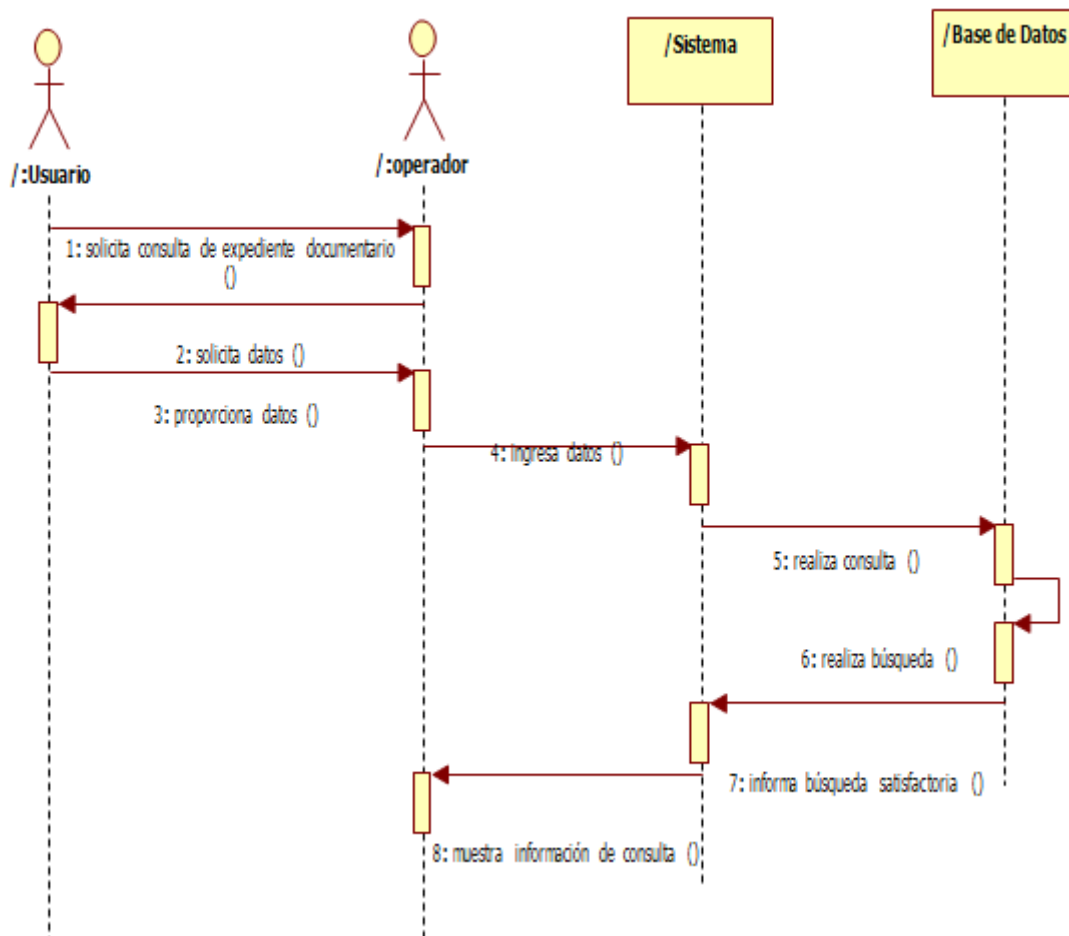 /Sistema
/Base de Datos
/:Usuario
/:operador
1: solicita consulta de expediente documentario
()
2: solicita datos ()
3: proporciona datos ()
4: ingresa datos ()
5: realiza consulta ()
6: realiza búsqueda ()
7: informa búsqueda satisfactoria ()
8: muestra información de consulta ()